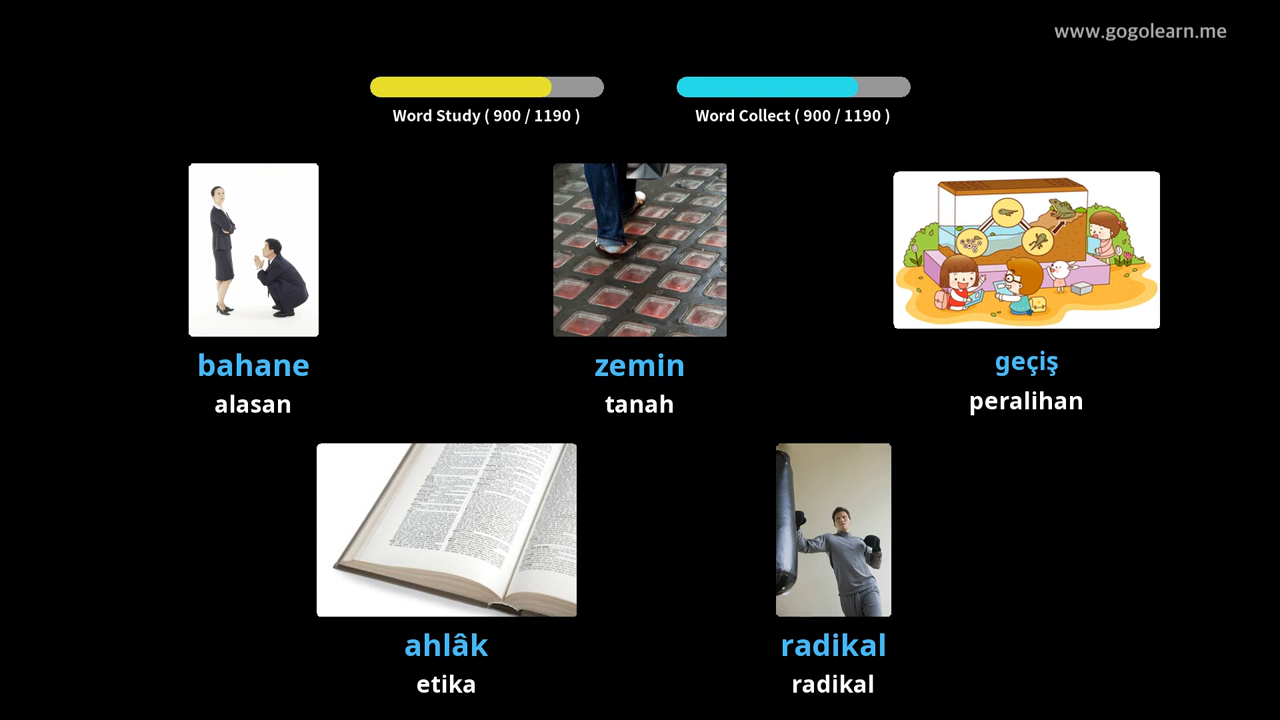 www.gogolearn.me
Word Study ( 900 / 1190 )
Word Collect ( 900 / 1190 )
bahane
alasan
zemin
tanah
geçiş
peralihan
ahlâk
etika
radikal
radikal